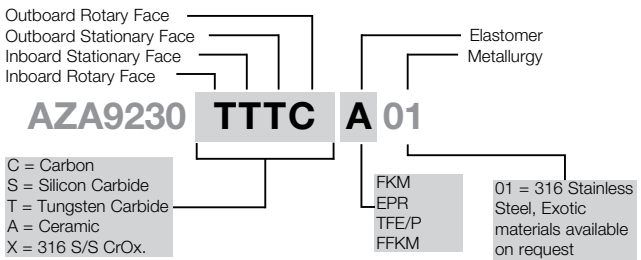 Outboard Rotary Face
Outboard Stationary Face
Inboard Stationary Face
Inboard Rotary Face
Elastomer
Metallurgy
AZA9230 TTTC A 01
C = Carbon
S = Silicon Carbide
T = Tungsten Carbide
A = Ceramic
X = 316 S/S CrOx.
FKM
EPR
TFE/P
FFKM
01 = 316 Stainless
Steel, Exotic
materials available
on request